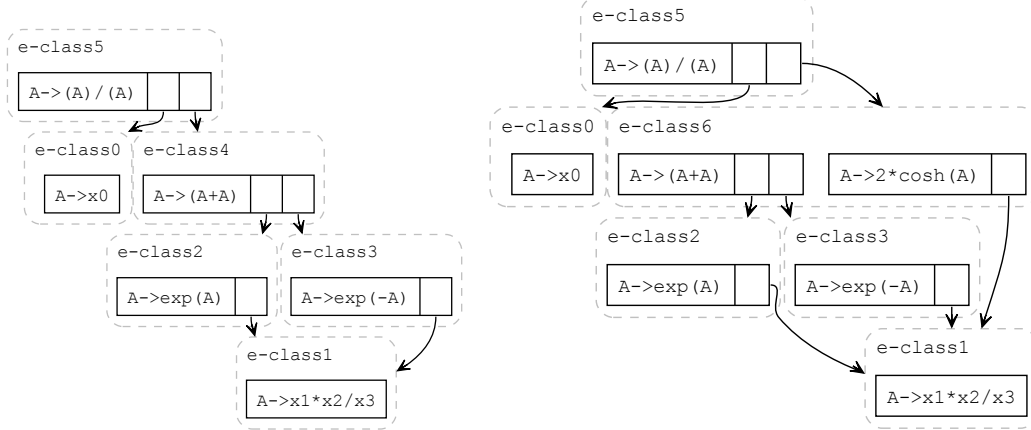 e-class5
A->(A)/(A)
e-class0
e-class4
A->x0
A->(A+A)
e-class2
e-class3
A->exp(A)
A->exp(-A)
e-class1
A->x1*x2/x3
e-class5
A->(A)/(A)
e-class0
e-class6
A->x0
A->(A+A)
A->2*cosh(A)
e-class2
e-class3
A->exp(A)
A->exp(-A)
e-class1
A->x1*x2/x3